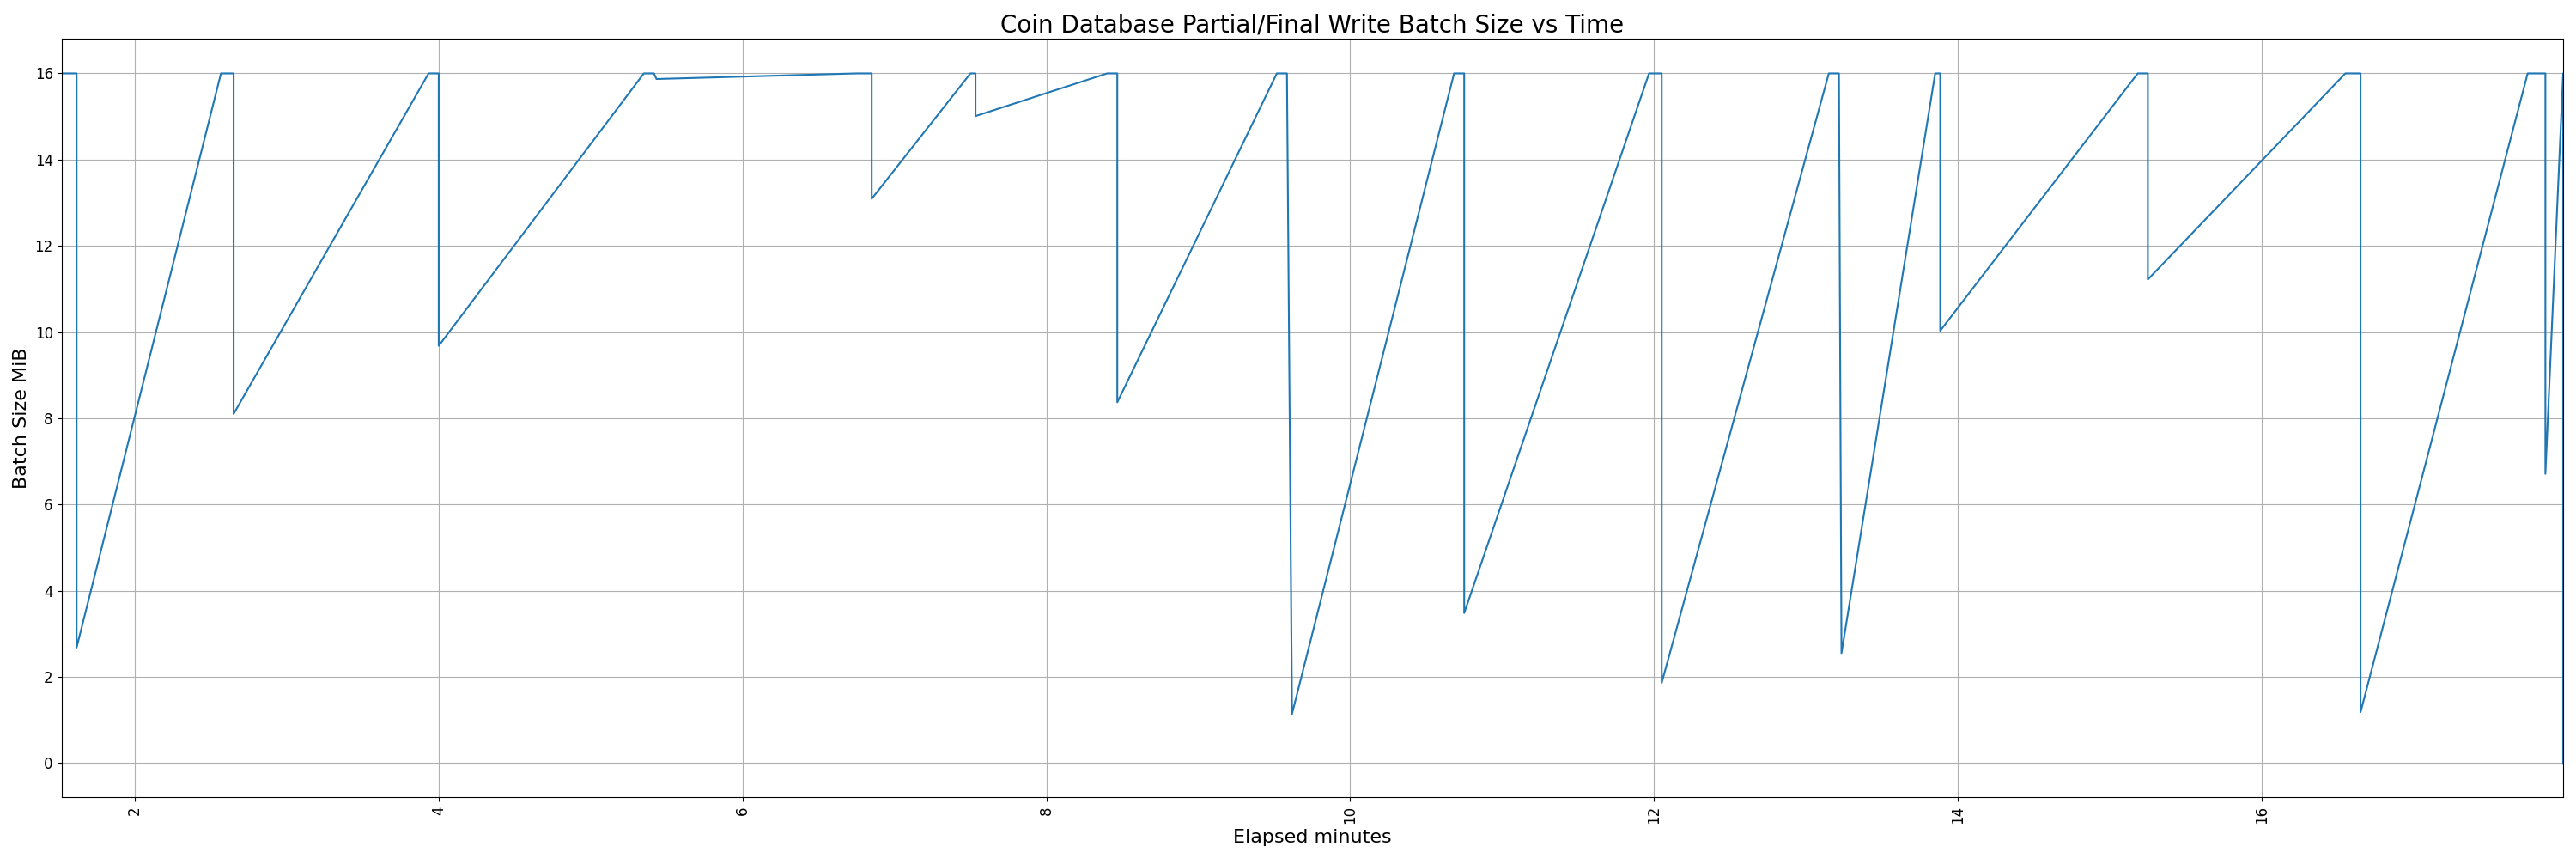 Coin Database Partial/Final Write Batch Size vs Time
16
14
12
10
8
6
4
2
0
Batch Size MiB
2 4 6 8 10 12 14 16
Elapsed minutes